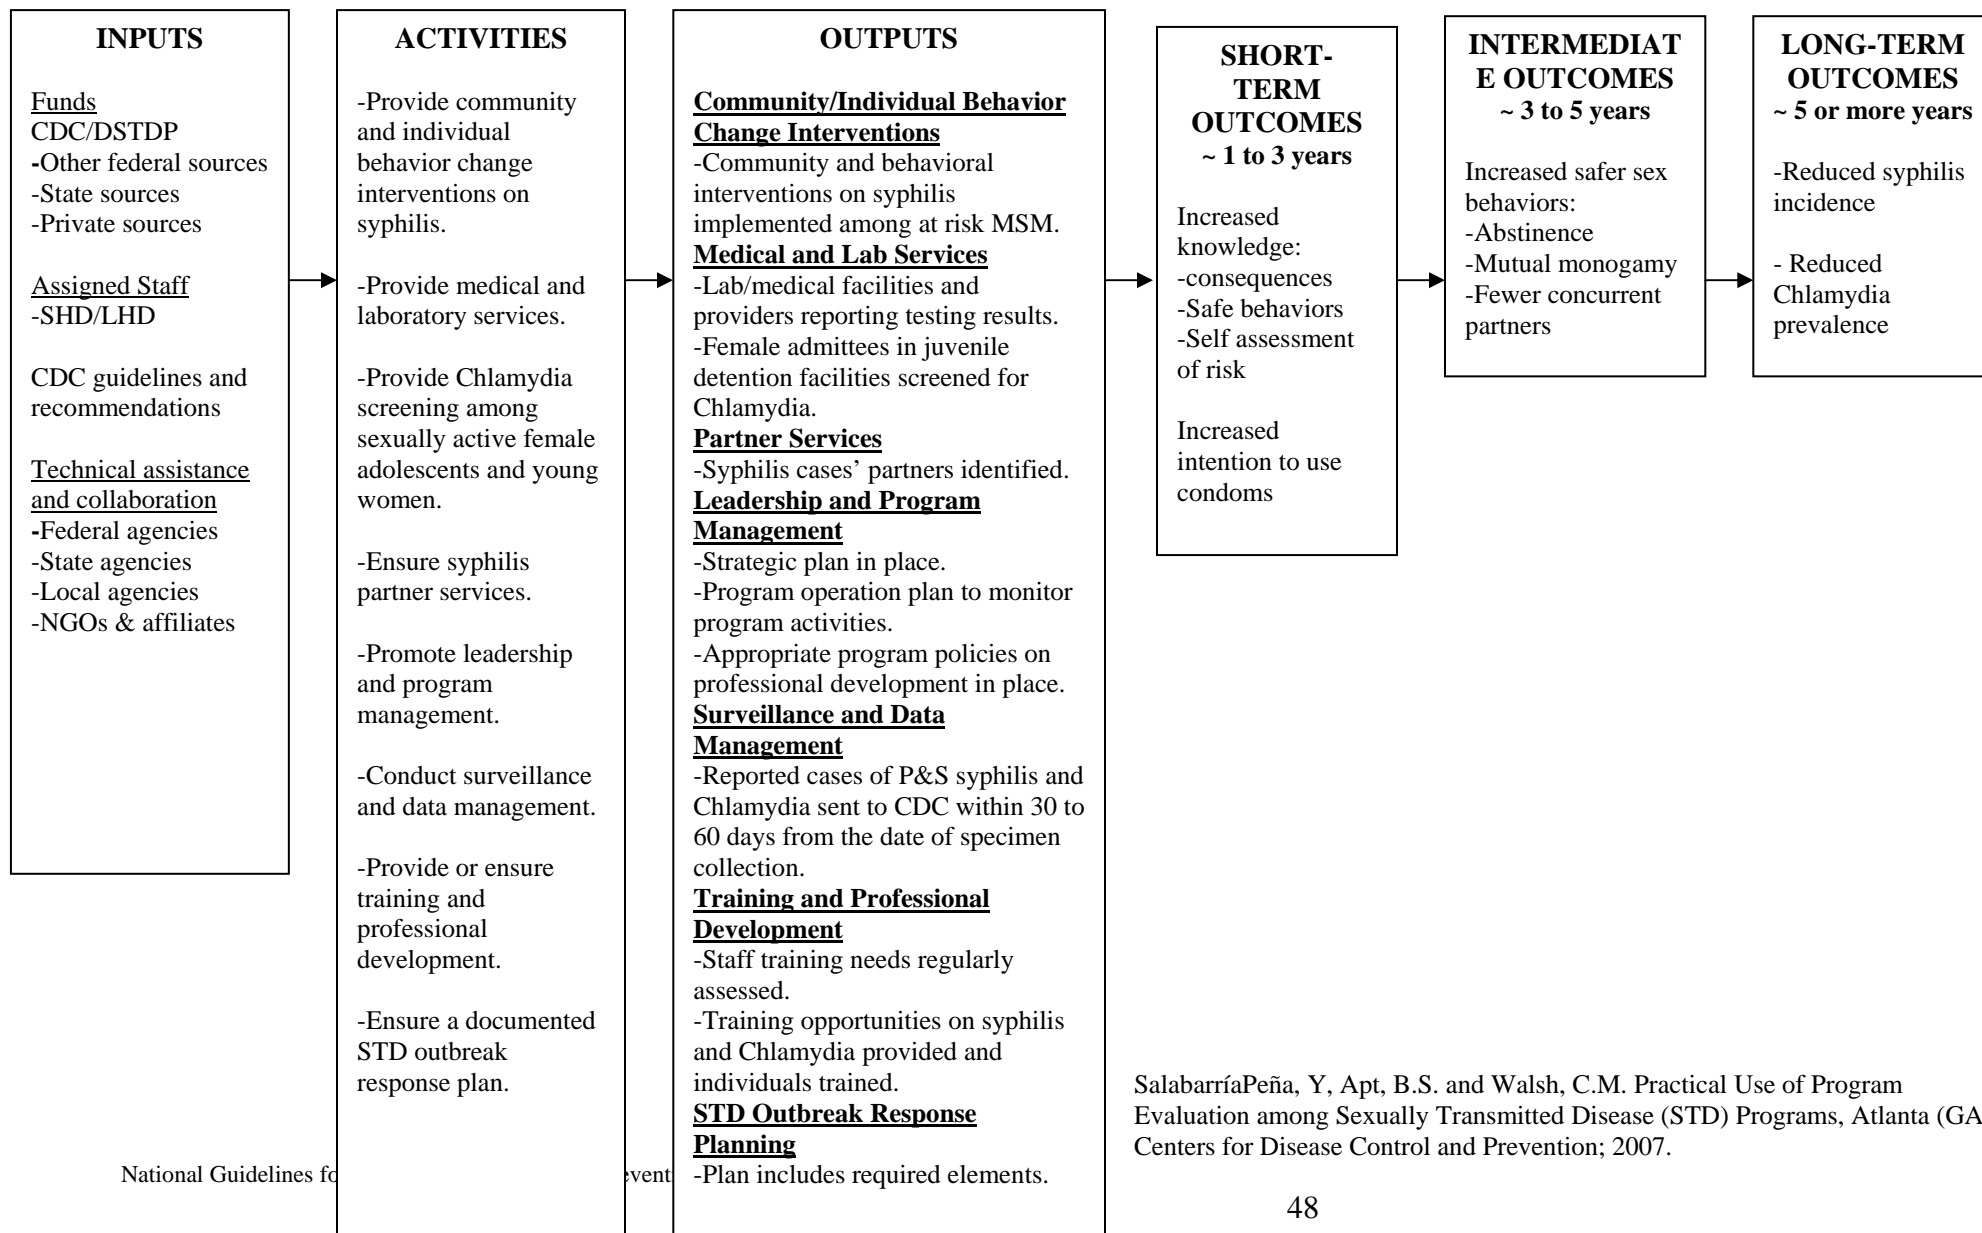 INPUTS
Funds
CDC/DSTDP
-Other federal sources
-State sources
-Private sources
Assigned Staff
-SHD/LHD
CDC guidelines and
recommendations
Technical assistance
and collaboration
-Federal agencies
-State agencies
-Local agencies
-NGOs & affiliates
ACTIVITIES
-Provide community
and individual
behavior change
interventions on
syphilis.
-Provide medical and
laboratory services.
-Provide Chlamydia
screening among
sexually active female
adolescents and young
women.
-Ensure syphilis
partner services.
-Promote leadership
and program
management.
-Conduct surveillance
and data management.
-Provide or ensure
training and
professional
development.
-Ensure a documented
STD outbreak
response plan.
OUTPUTS
Community/Individual Behavior
Change Interventions
-Community and behavioral
interventions on syphilis
implemented among at risk MSM.
Medical and Lab Services
-Lab/medical facilities and
providers reporting testing results.
-Female admittees in juvenile
detention facilities screened for
Chlamydia.
Partner Services
-Syphilis cases’ partners identified.
Leadership and Program
Management
-Strategic plan in place.
-Program operation plan to monitor
program activities.
-Appropriate program policies on
professional development in place.
Surveillance and Data
Management
-Reported cases of P&S syphilis and
Chlamydia sent to CDC within 30 to
60 days from the date of specimen
collection.
Training and Professional
Development
-Staff training needs regularly
assessed.
-Training opportunities on syphilis
and Chlamydia provided and
individuals trained.
STD Outbreak Response
Planning
-Plan includes required elements.
SHORT-
TERM
OUTCOMES
~ 1 to 3 years
Increased
knowledge:
-consequences
-Safe behaviors
-Self assessment
of risk
Increased
intention to use
condoms
INTERMEDIAT
E OUTCOMES
~ 3 to 5 years
Increased safer sex
behaviors:
-Abstinence
-Mutual monogamy
-Fewer concurrent
partners
LONG-TERM
OUTCOMES
~ 5 or more years
-Reduced syphilis
incidence
- Reduced
Chlamydia
prevalence
SalabarríaPeña, Y, Apt, B.S. and Walsh, C.M. Practical Use of Program
Evaluation among Sexually Transmitted Disease (STD) Programs, Atlanta (GA
Centers for Disease Control and Prevention; 2007.
National Guidelines fo eventi
48